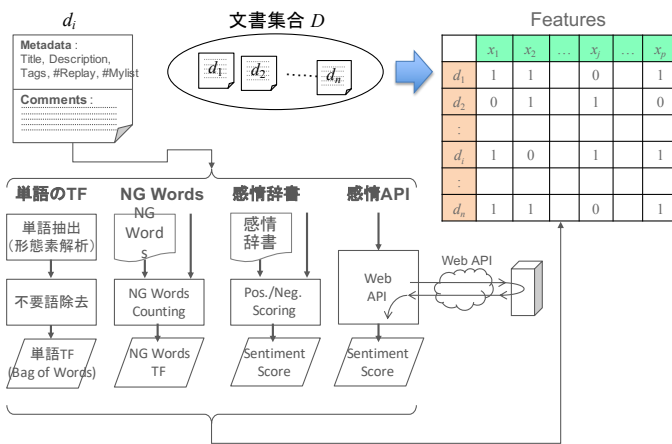 d_i
文書集合 D
Features
Metadata :
Title, Description,
Tags, #Replay, #Mylist
Comments :
d_1 d_2 ...... d_n
x_1 x_2 … x_j … x_p
d_1 1 1 0 1
d_2 0 1 1 0
:
d_i 1 0 1 1
:
d_n 1 1 0 1
単語のTF NG Words 感情辞書 感情API
単語抽出
(形態素解析)
NG
Word
s
感情
辞書
不要語除去
NG Words
Counting
Pos./Neg.
Scoring
Web
API
Web API
単語TF
(Bag of Words)
NG Words
TF
Sentiment
Score
Sentiment
Score